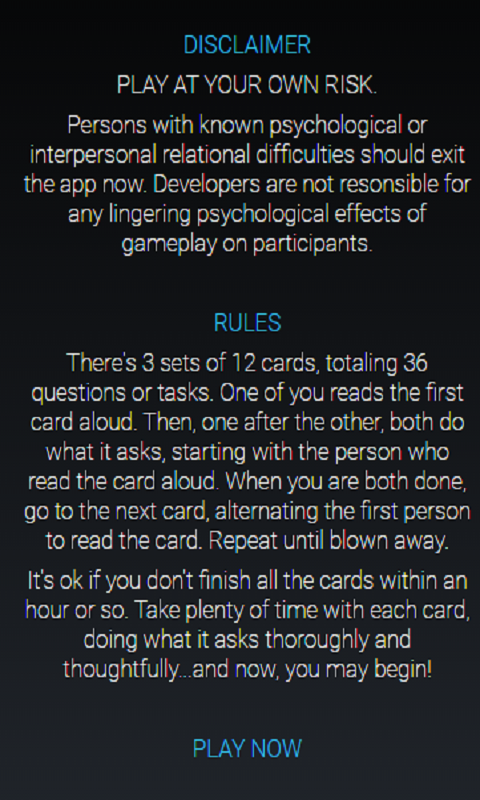 DISCLAIMER
PLAY AT YOUR OWN RISK.
Persons with known psychological or
interpersonal relational difficulties should exit
the app now. Developers are not resonsible for
any lingering psychological effects of
gameplay on participants.
RULES
There's 3 sets of 12 cards, totaling 36
questions or tasks. One of you reads the first
card aloud. Then, one after the other, both do
what it asks, starting with the person who
read the card aloud. When you are both done,
go to the next card, alternating the first person
to read the card. Repeat until blown away.
It's ok if you don't finish all the cards within an
hour or so. Take plenty of time with each card,
doing what it asks thoroughly and
thoughtfully...and now, you may begin!
PLAY NOW